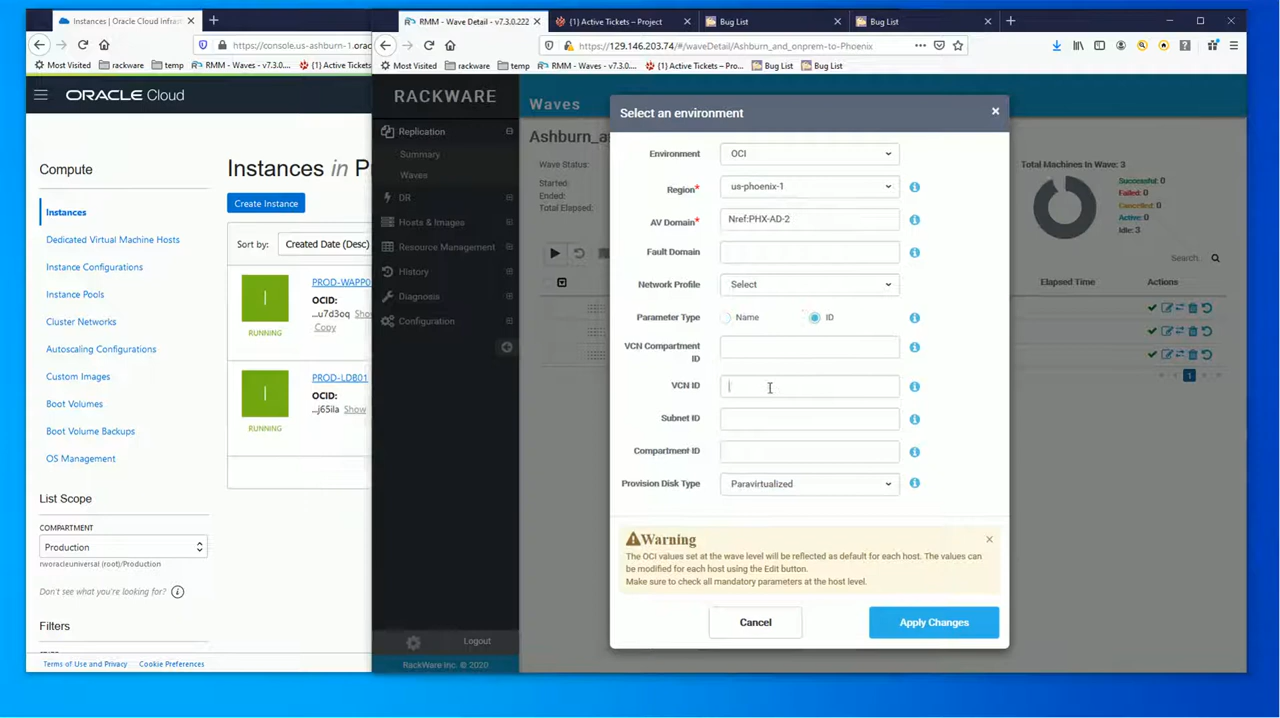 Instances | Oracle Cloud Infrast
https://console.us-ashburn-1.orac
Most Visited
rackware
temp
RMM - Waves - v7.3.0....
(1) Active Tickets
ORACLE Cloud
Compute
Instances
Dedicated Virtual Machine Hosts
Instance Configurations
Instance Pools
Cluster Networks
Autoscaling Configurations
Custom Images
Boot Volumes
Boot Volume Backups
OS Management
List Scope
COMPARTMENT
Production
rworacleuniversal (root)/Production
Don't see what you're looking for?
Filters
Terms of Use and Privacy
Cookie Preferences
Instances in P
Create Instance
Sort by:
Created Date (Desc)
I
RUNNING
PROD-WAPP0
OCID:
...u7d3oq Sho
Copy
I
RUNNING
PROD-LDB01
OCID:
...j65ila Show
RMM - Wave Detail - v7.3.0.222
(1) Active Tickets – Project
Bug List
Bug List
https://129.146.203.74/#/waveDetail/Ashburn_and_onprem-to-Phoenix
Most Visited
rackware
temp
RMM - Waves - v7.3.0....
(1) Active Tickets – Pro...
Bug List
Bug List
RACKWARE
Replication
Summary
Waves
DR
Hosts & Images
Resource Management
History
Diagnosis
Configuration
Logout
RackWare Inc. © 2020
Waves
Ashburn_a
Wave Status:
Started:
Ended:
Total Elapsed:
Total Machines In Wave: 3
Successful: 0
Failed: 0
Cancelled: 0
Active: 0
Idle: 3
Search..
Elapsed Time
Actions
1
Select an environment
Environment
OCI
Region*
us-phoenix-1
AV Domain*
Nref:PHX-AD-2
Fault Domain
Network Profile
Select
Parameter Type
Name
ID
VCN Compartment
ID
VCN ID
Subnet ID
Compartment ID
Provision Disk Type
Paravirtualized
Warning
The OCI values set at the wave level will be reflected as default for each host. The values can
be modified for each host using the Edit button.
Make sure to check all mandatory parameters at the host level.
Cancel
Apply Changes